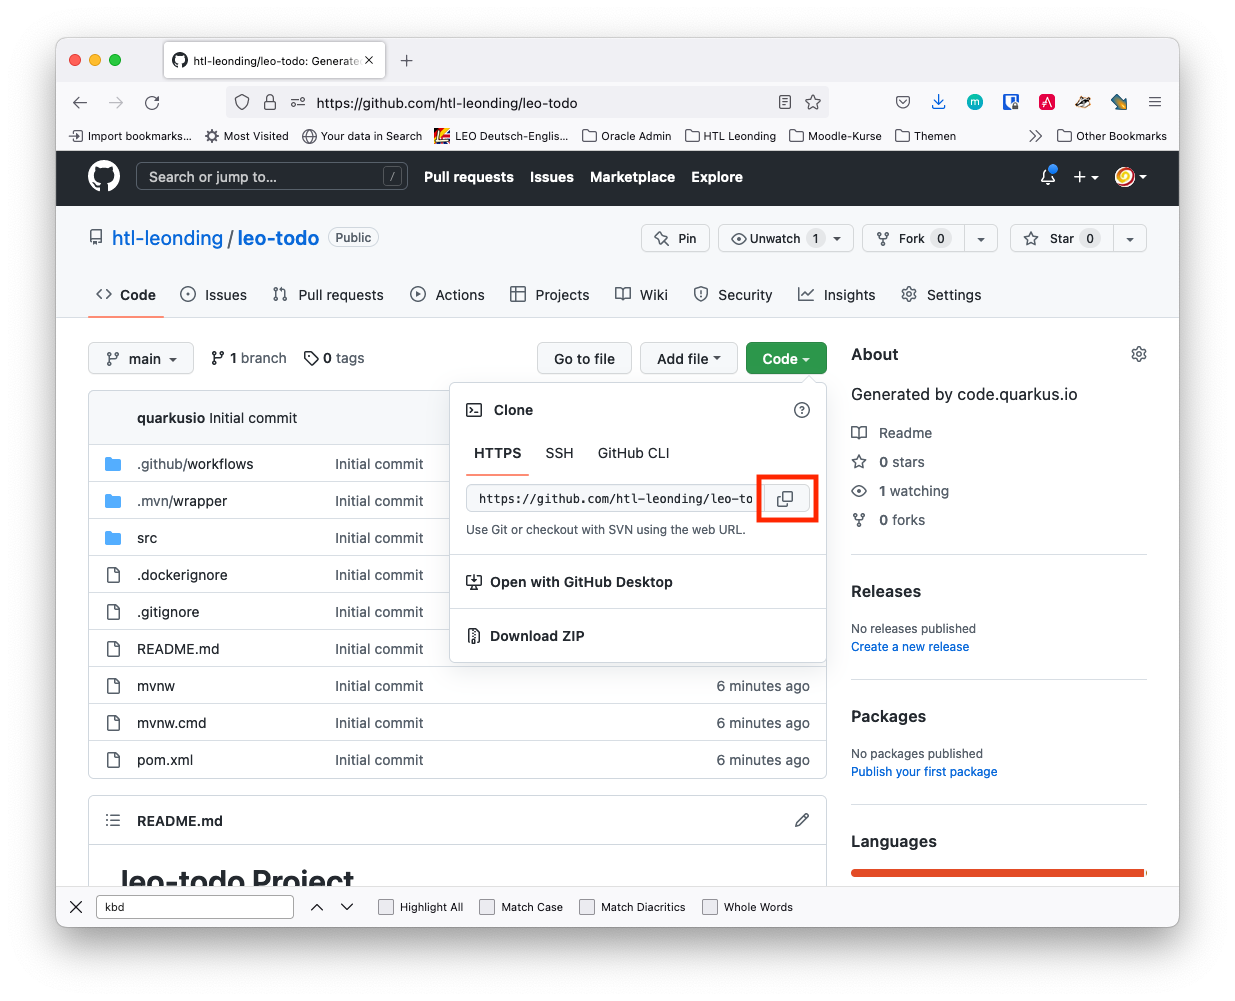 htl-leonding/leo-todo: Generate
https://github.com/htl-leonding/leo-todo
Import bookmarks... Most Visited Your data in Search LEO Deutsch-Englis... Oracle Admin HTL Leonding Moodle-Kurse Themen Other Bookmarks
Search or jump to... / Pull requests Issues Marketplace Explore
htl-leonding / leo-todo Public Pin Unwatch 1 Fork 0 Star 0
Code Issues Pull requests Actions Projects Wiki Security Insights Settings
main 1 branch 0 tags Go to file Add file Code
quarkusio Initial commit
.github/workflows Initial commit
.mvn/wrapper Initial commit
src Initial commit
.dockerignore Initial commit
.gitignore Initial commit
README.md Initial commit
mvnw Initial commit 6 minutes ago
mvnw.cmd Initial commit 6 minutes ago
pom.xml Initial commit 6 minutes ago
Clone
HTTPS SSH GitHub CLI
https://github.com/htl-leonding/leo-to
Use Git or checkout with SVN using the web URL.
Open with GitHub Desktop
Download ZIP
README.md
leo-todo Project
About
Generated by code.quarkus.io
Readme
0 stars
1 watching
0 forks
Releases
No releases published
Create a new release
Packages
No packages published
Publish your first package
Languages
kbd Highlight All Match Case Match Diacritics Whole Words